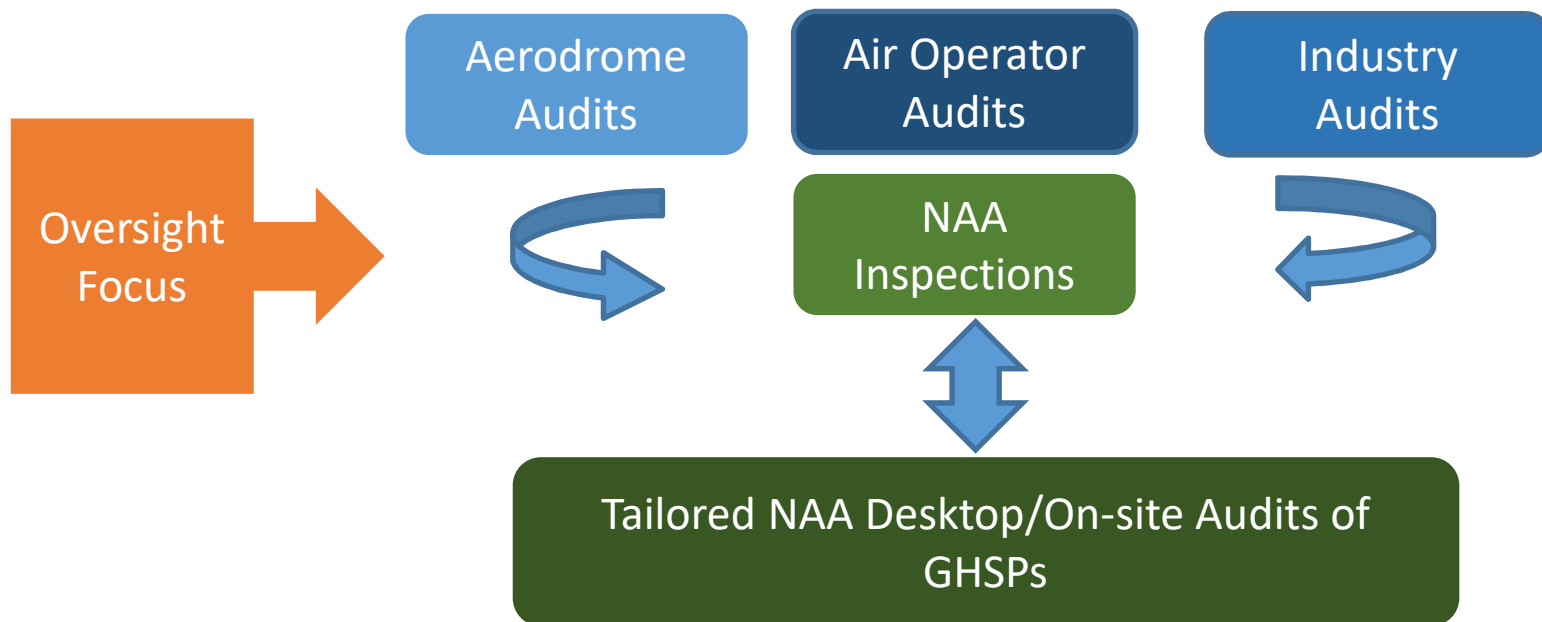 Aerodrome
Audits
Air Operator
Audits
Industry
Audits
Oversight
Focus
NAA
Inspections
Tailored NAA Desktop/On-site Audits of
GHSPs